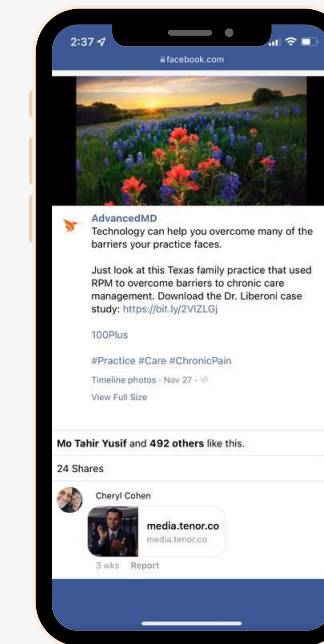 2:37
facebook.com
AdvancedMD
Technology can help you overcome many of the
barriers your practice faces.
Just look at this Texas family practice that used
RPM to overcome barriers to chronic care
management. Download the Dr. Liberoni case
study: https://bit.ly/2VlZLGj
100Plus
#Practice #Care #ChronicPain
Timeline photos · Nov 27 ·
View Full Size
Mo Tahir Yusif and 492 others like this.
24 Shares
Cheryl Cohen
media.tenor.co
media.tenor.co
3 wks Report